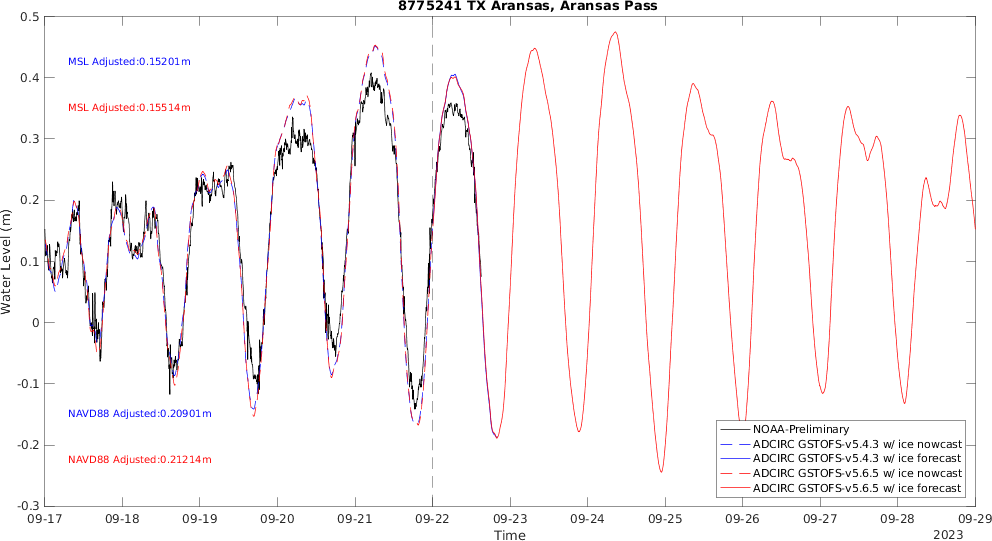 8775241 TX Aransas, Aransas Pass
0.5
0.4
0.3
0.2
0.1
0
-0.1
-0.2
-0.3
Water Level (m)
MSL Adjusted:0.15201m
MSL Adjusted:0.15514m
NAVD88 Adjusted:0.20901m
NAVD88 Adjusted:0.21214m
NOAA-Preliminary
ADCIRC GSTOFS-v5.4.3 w/ ice nowcast
ADCIRC GSTOFS-v5.4.3 w/ ice forecast
ADCIRC GSTOFS-v5.6.5 w/ ice nowcast
ADCIRC GSTOFS-v5.6.5 w/ ice forecast
09-17 09-18 09-19 09-20 09-21 09-22 09-23 09-24 09-25 09-26 09-27 09-28 09-29
Time
2023